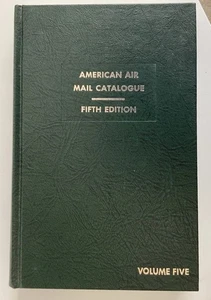 AMERICAN AIR
MAIL CATALOGUE
FIFTH EDITION
VOLUME FIVE